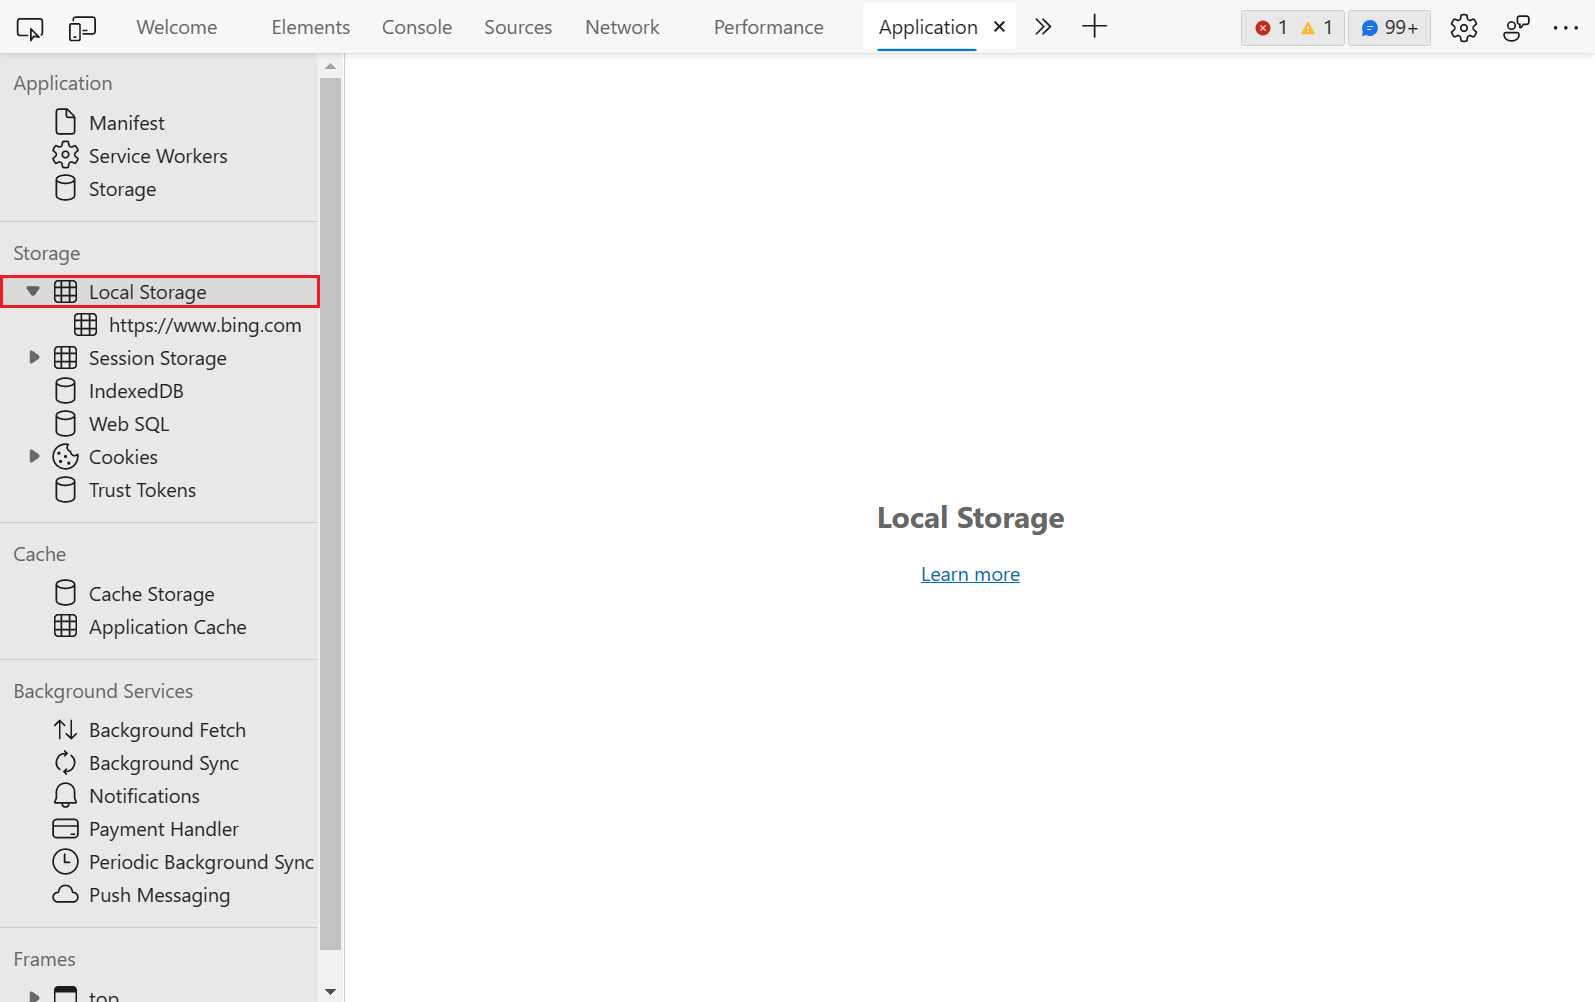 Welcome Elements Console Sources Network Performance Application 1 1 99+
Application
Manifest
Service Workers
Storage
Storage
Local Storage
https://www.bing.com
Session Storage
IndexedDB
Web SQL
Cookies
Trust Tokens
Cache
Cache Storage
Application Cache
Background Services
Background Fetch
Background Sync
Notifications
Payment Handler
Periodic Background Sync
Push Messaging
Frames
top
Local Storage
Learn more